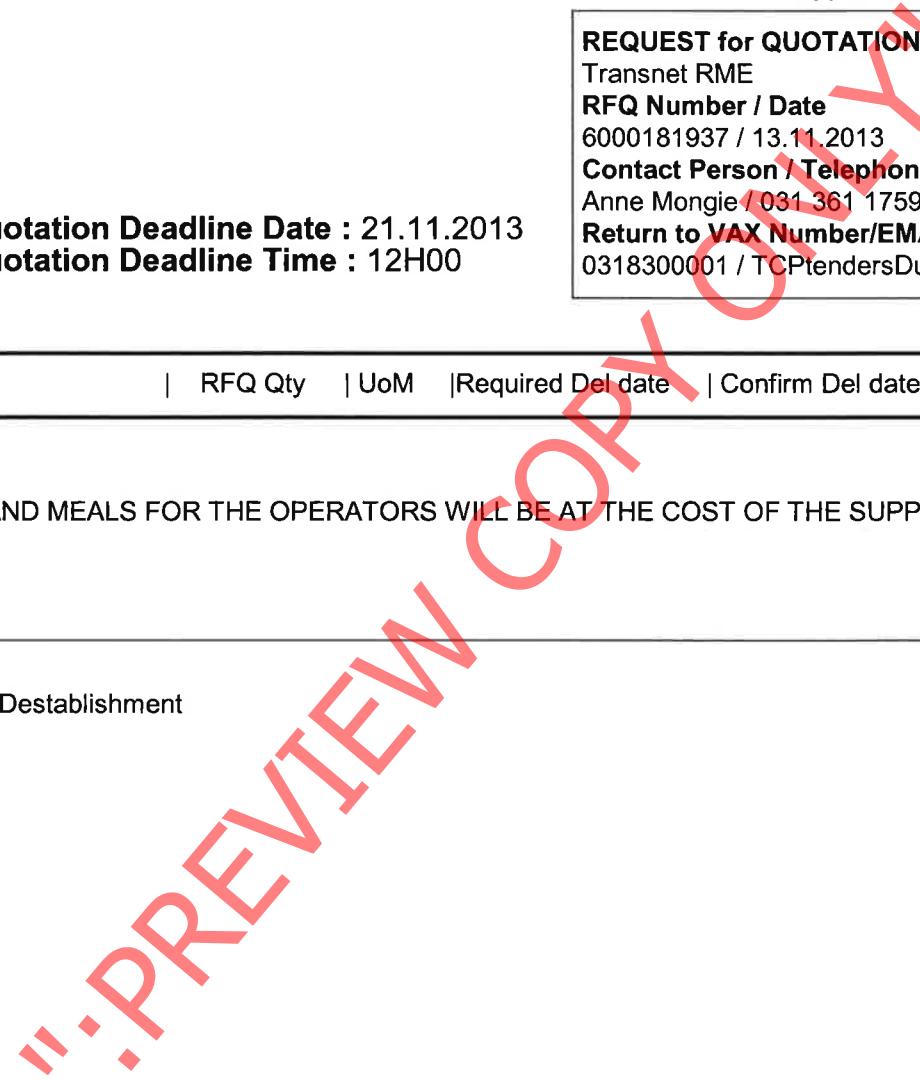 REQUEST for QUOTATION
Transnet RME
RFQ Number / Date
6000181937 / 13.11.2013
Contact Person / Telephon
Anne Mongie / 031 361 1759
Return to VAX Number/EMA
0318300001 / TCPtendersDu
uotation Deadline Date : 21.11.2013
uotation Deadline Time : 12H00
| RFQ Qty | UoM |Required Del date | Confirm Del date
AND MEALS FOR THE OPERATORS WILL BE AT THE COST OF THE SUPP
Destablishment
":PREVIEW COPY ONLY"